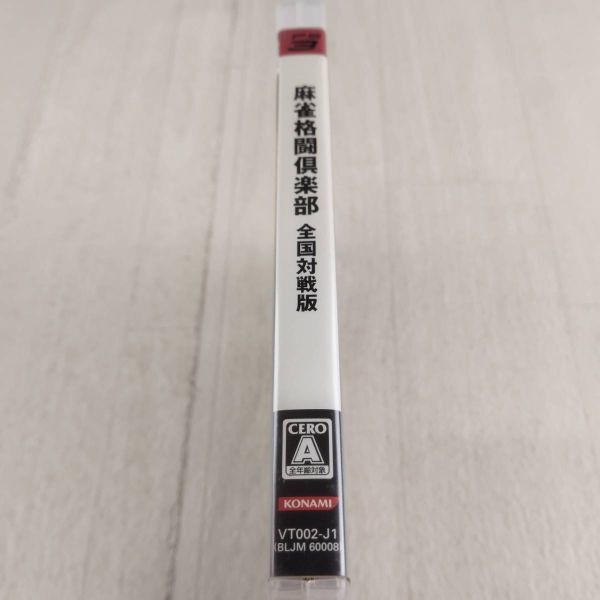 麻雀格闘倶楽部 全国対戦版
CERO
A
全年齢対象
KONAMI
VT002-J1
(BLJM 60008)